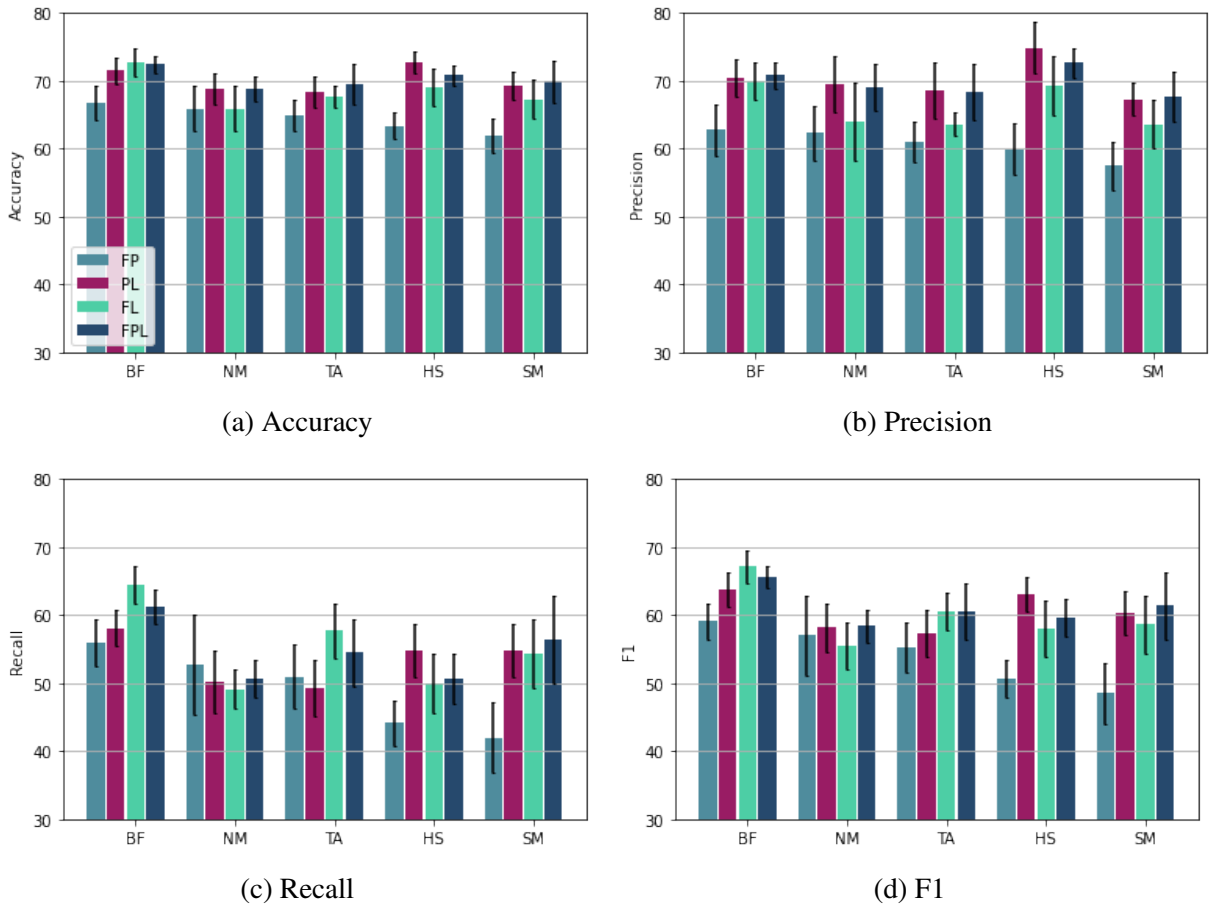 80
70
60
50
40
30
Accuracy
FP
PL
FL
FPL
BF NM TA HS SM
(a) Accuracy
80
70
60
50
40
30
Precision
BF NM TA HS SM
(b) Precision
80
70
60
50
40
30
Recall
BF NM TA HS SM
(c) Recall
80
70
60
50
40
30
F1
BF NM TA HS SM
(d) F1